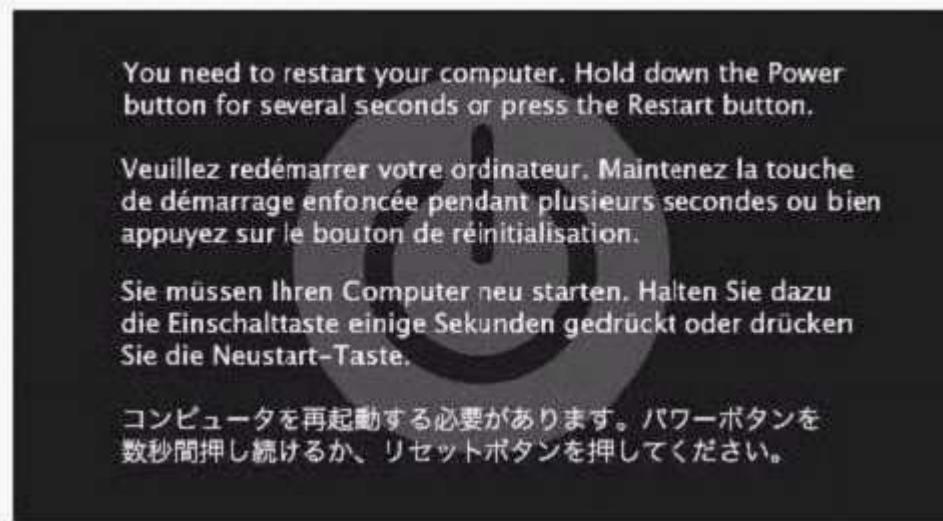 You need to restart your computer. Hold down the Power
button for several seconds or press the Restart button.
Veuillez redémarrer votre ordinateur. Maintenez la touche
de démarrage enfoncée pendant plusieurs secondes ou bien
appuyez sur le bouton de réinitialisation.
Sie müssen Ihren Computer neu starten. Halten Sie dazu
die Einschalttaste einige Sekunden gedrückt oder drücken
Sie die Neustart-Taste.
コンピュータを再起動する必要があります。パワーボタンを
数秒間押し続けるか、リセットボタンを押してください。